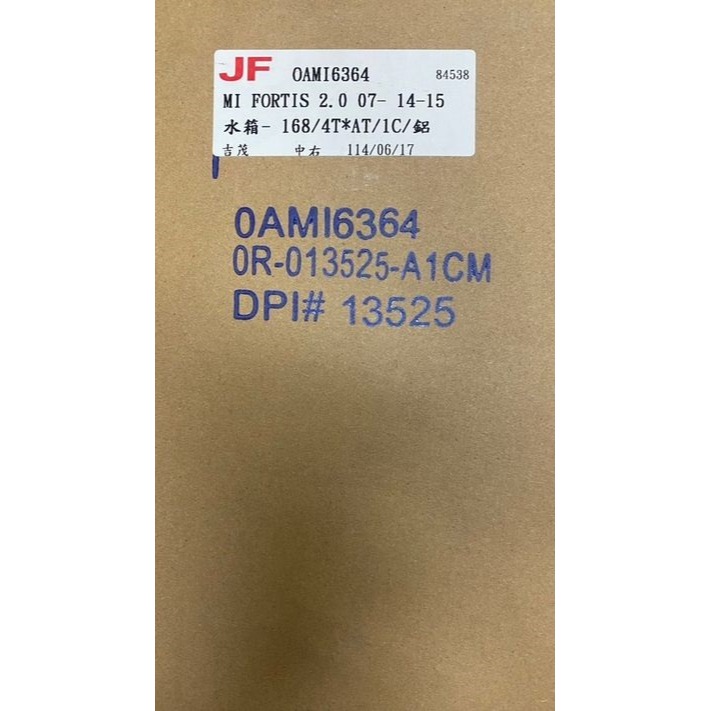 JF OAMI6364 84538
MI FORTIS 2.0 07- 14-15
水箱- 168/4T*AT/1C/鋁
吉茂 中右 114/06/17
0AMI6364
0R-013525-A1CM
DPI# 13525